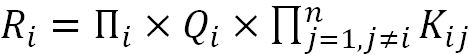 R_i = Π_i × Q_i × ∏_{j=1,j≠i}^{n} K_{ij}